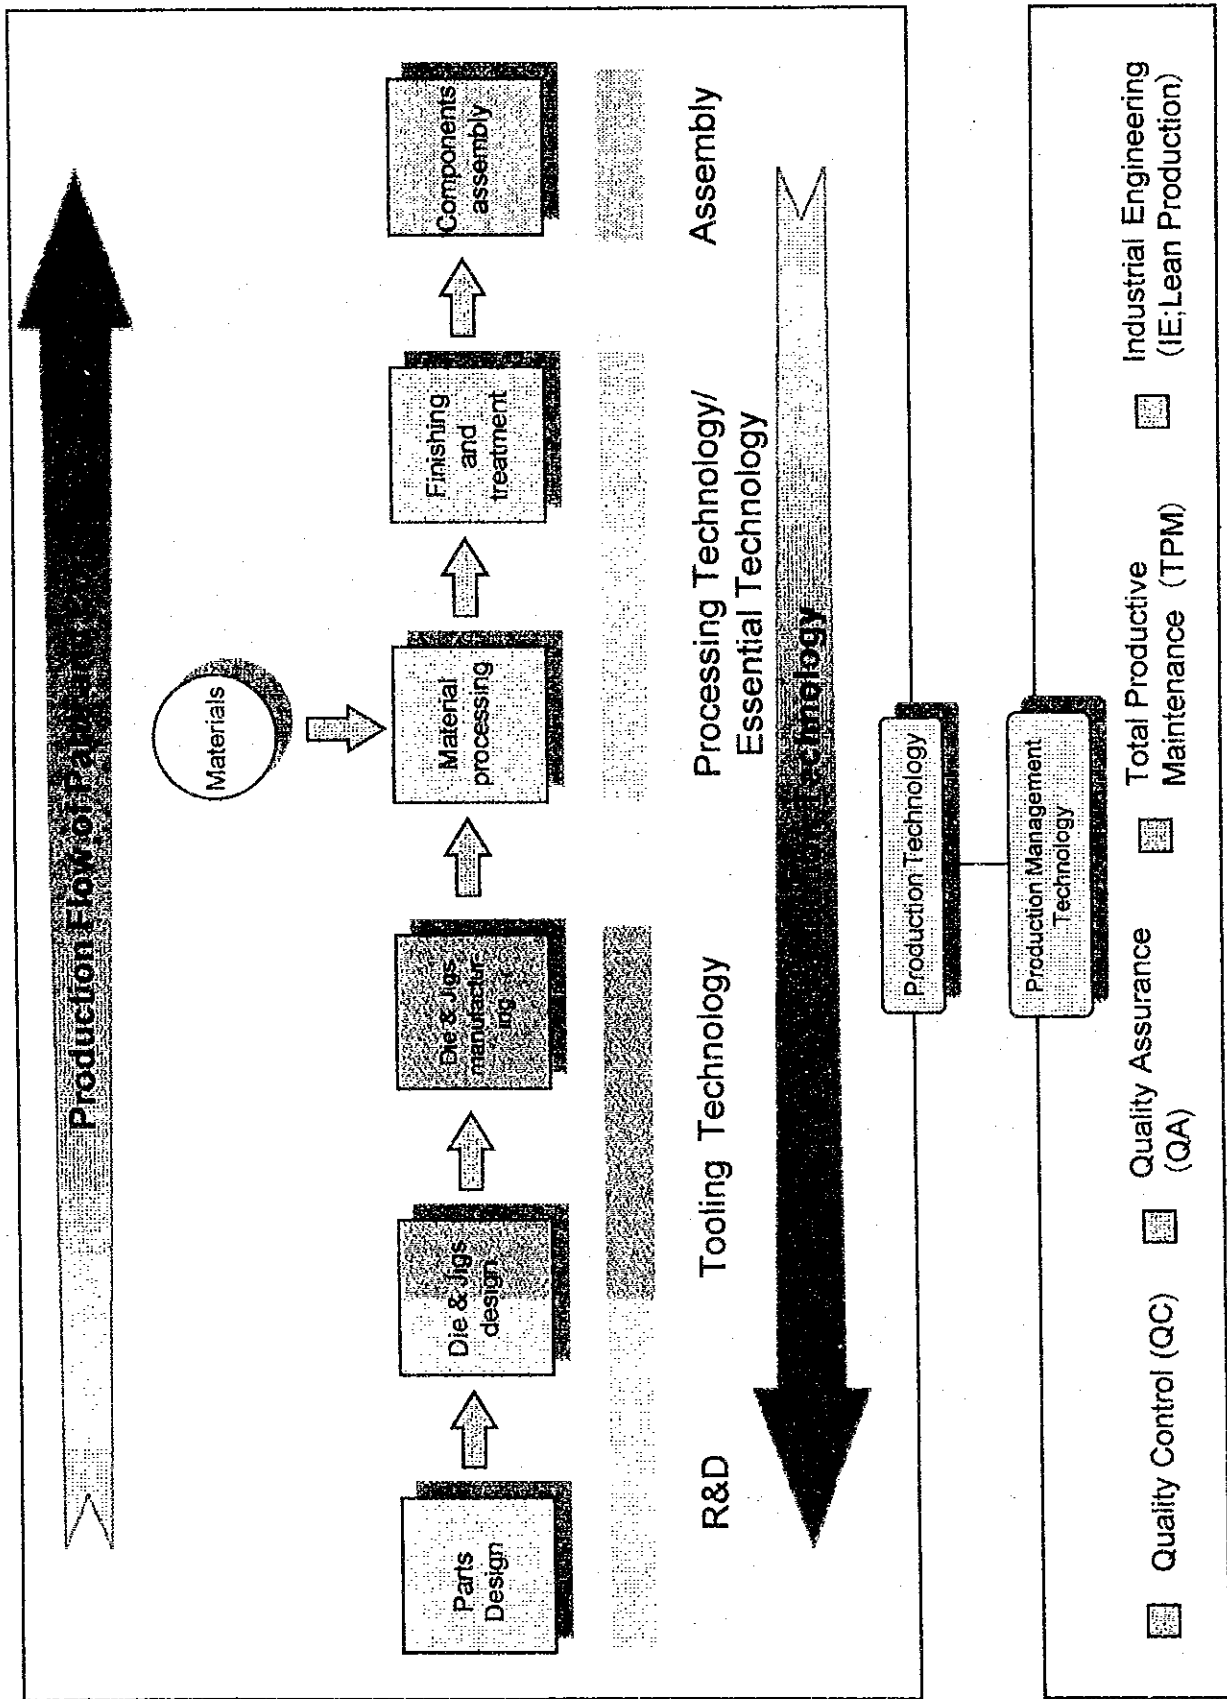 Production Flow of
Materials
Parts
Design
Die & Jigs
design
Die & Jigs
manufactur-
ing
Material
processing
Finishing
and
treatment
Components
assembly
R&D
Tooling Technology
Processing Technology/
Essential Technology
Assembly
Technology
Production Technology
Production Management
Technology
Quality Control (QC)
Quality Assurance
(QA)
Total Productive
Maintenance (TPM)
Industrial Engineering
(IE;Lean Production)